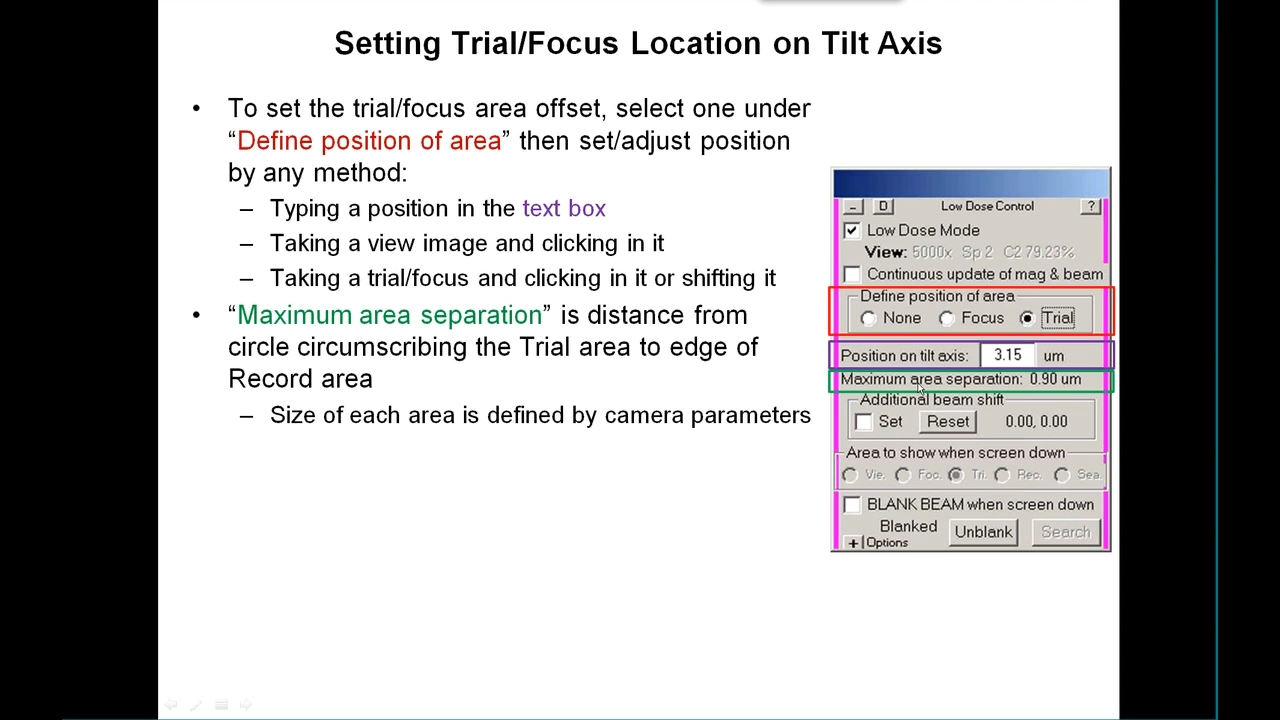 Setting Trial/Focus Location on Tilt Axis
• To set the trial/focus area offset, select one under
“Define position of area” then set/adjust position
by any method:
– Typing a position in the text box
– Taking a view image and clicking in it
– Taking a trial/focus and clicking in it or shifting it
• “Maximum area separation” is distance from
circle circumscribing the Trial area to edge of
Record area
– Size of each area is defined by camera parameters
– D Low Dose Control ?
Low Dose Mode
View: 5000x Sp 2 C2 79.23%
Continuous update of mag & beam
Define position of area
None Focus Trial
Position on tilt axis: 3.15 um
Maximum area separation: 0.90 um
Additional beam shift
Set Reset 0.00, 0.00
Area to show when screen down
Vie. Foc. Tri. Rec. Sea.
BLANK BEAM when screen down
Blanked Unblank Search
+ Options